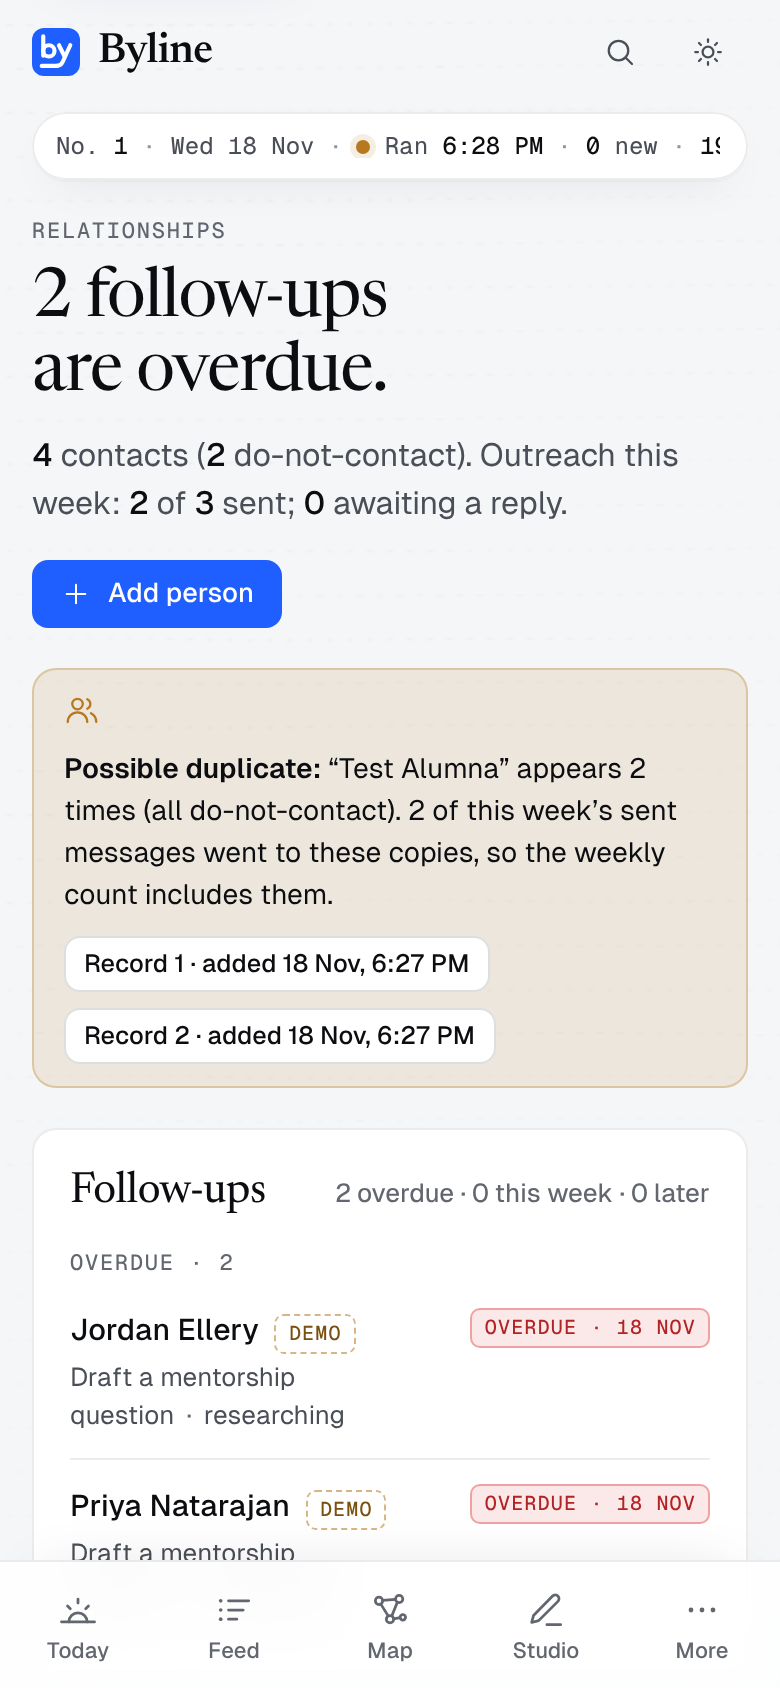 by Byline
No. 1 · Wed 18 Nov · Ran 6:28 PM · 0 new ·
RELATIONSHIPS
2 follow-ups
are overdue.
4 contacts (2 do-not-contact). Outreach this
week: 2 of 3 sent; 0 awaiting a reply.
+ Add person
Possible duplicate: “Test Alumna” appears 2
times (all do-not-contact). 2 of this week’s sent
messages went to these copies, so the weekly
count includes them.
Record 1 · added 18 Nov, 6:27 PM
Record 2 · added 18 Nov, 6:27 PM
Follow-ups 2 overdue · 0 this week · 0 later
OVERDUE · 2
Jordan Ellery DEMO OVERDUE · 18 NOV
Draft a mentorship
question · researching
Priya Natarajan DEMO OVERDUE · 18 NOV
Draft a mentorship
Today Feed Map Studio More